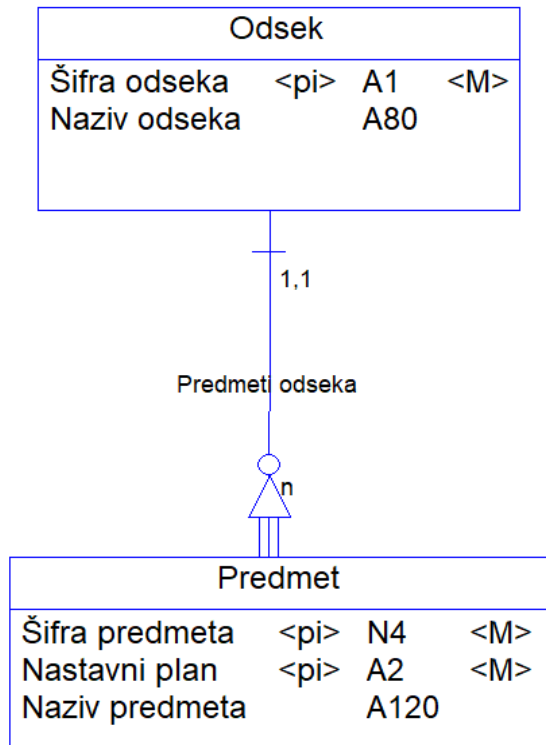 Odsek
Šifra odseka <pi> A1 <M>
Naziv odseka A80
1,1
Predmeti odseka
n
Predmet
Šifra predmeta <pi> N4 <M>
Nastavni plan <pi> A2 <M>
Naziv predmeta A120